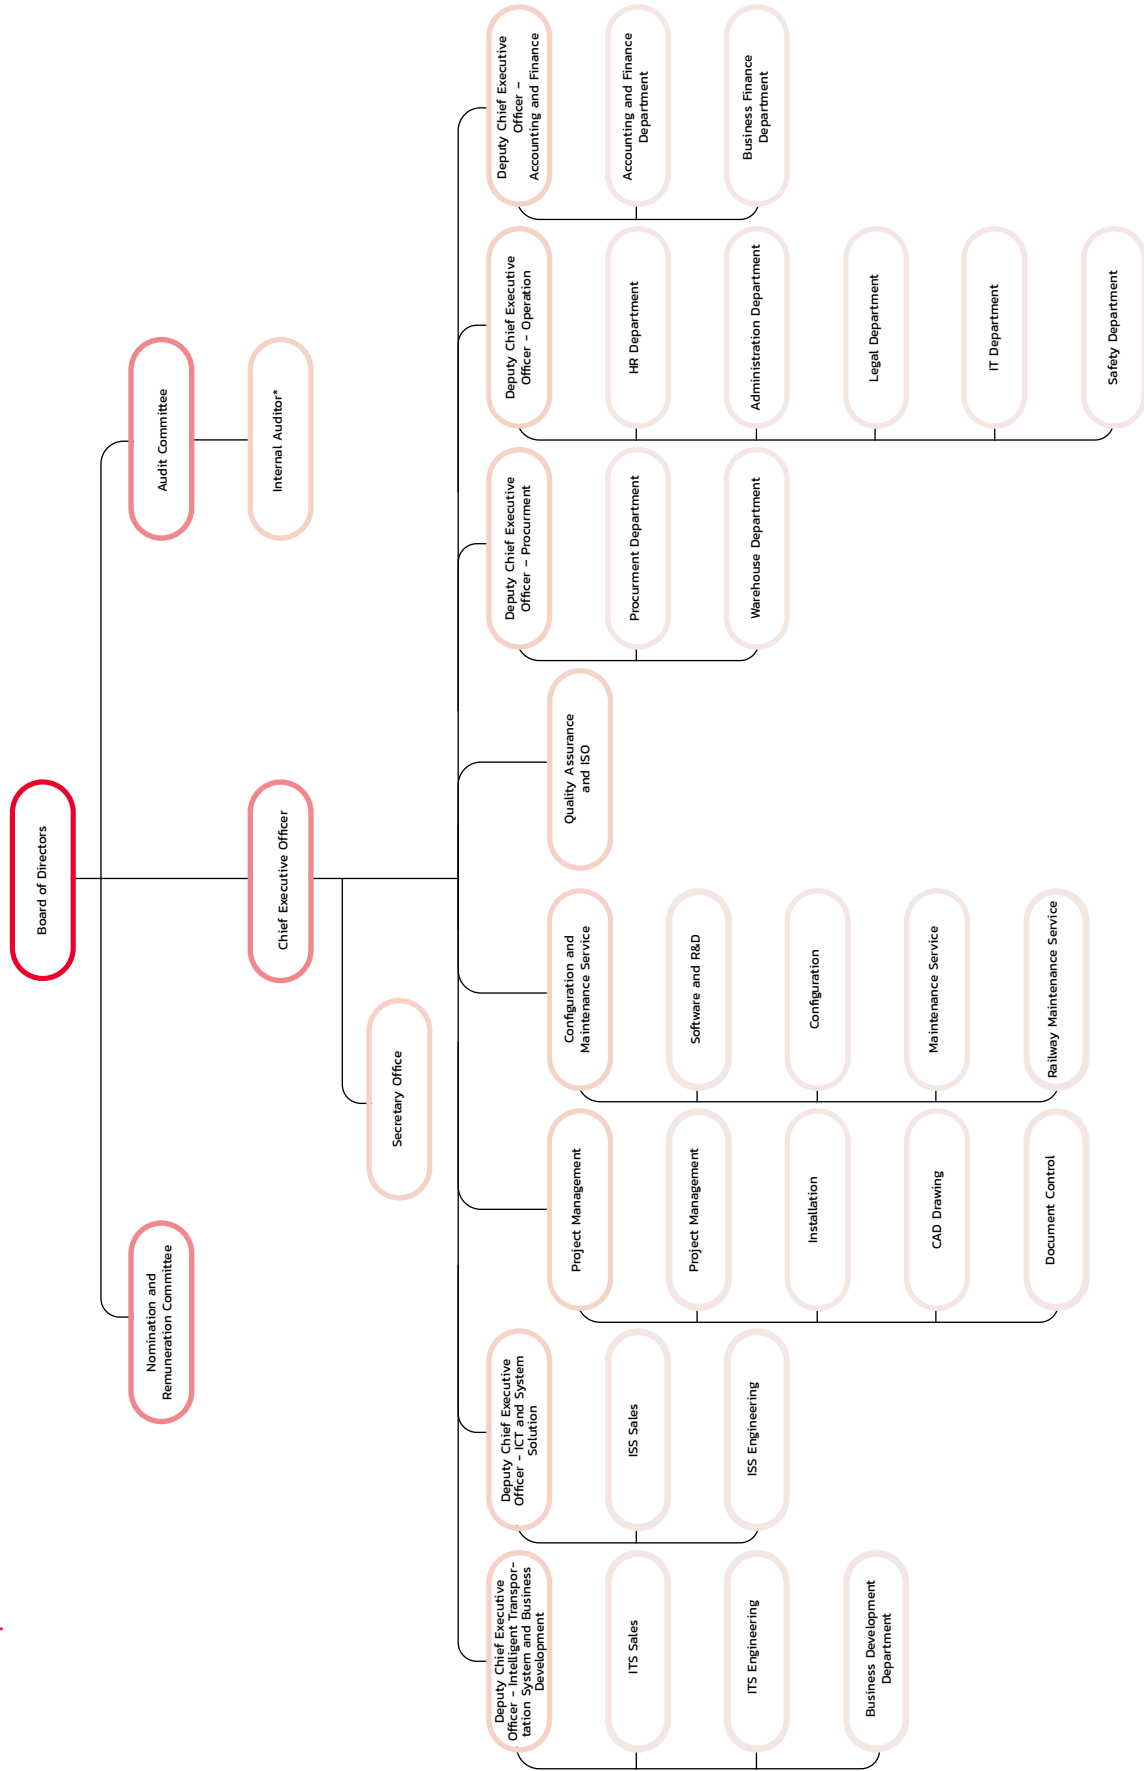 Board of Directors
Nomination and
Remuneration Committee
Audit Committee
Chief Executive Officer
Internal Auditor*
Secretary Office
Deputy Chief Executive
Officer – Intelligent Transpor-
tation System and Business
Development
ITS Sales
ITS Engineering
Business Development
Department
Deputy Chief Executive
Officer – ICT and System
Solution
ISS Sales
ISS Engineering
Project Management
Project Management
Installation
CAD Drawing
Document Control
Configuration and
Maintenance Service
Software and R&D
Configuration
Maintenance Service
Railway Maintenance Service
Quality Assurance
and ISO
Deputy Chief Executive
Officer – Procurment
Procurment Department
Warehouse Department
Deputy Chief Executive
Officer – Operation
HR Department
Administration Department
Legal Department
IT Department
Safety Department
Deputy Chief Executive
Officer –
Accounting and Finance
Accounting and Finance
Department
Business Finance
Department